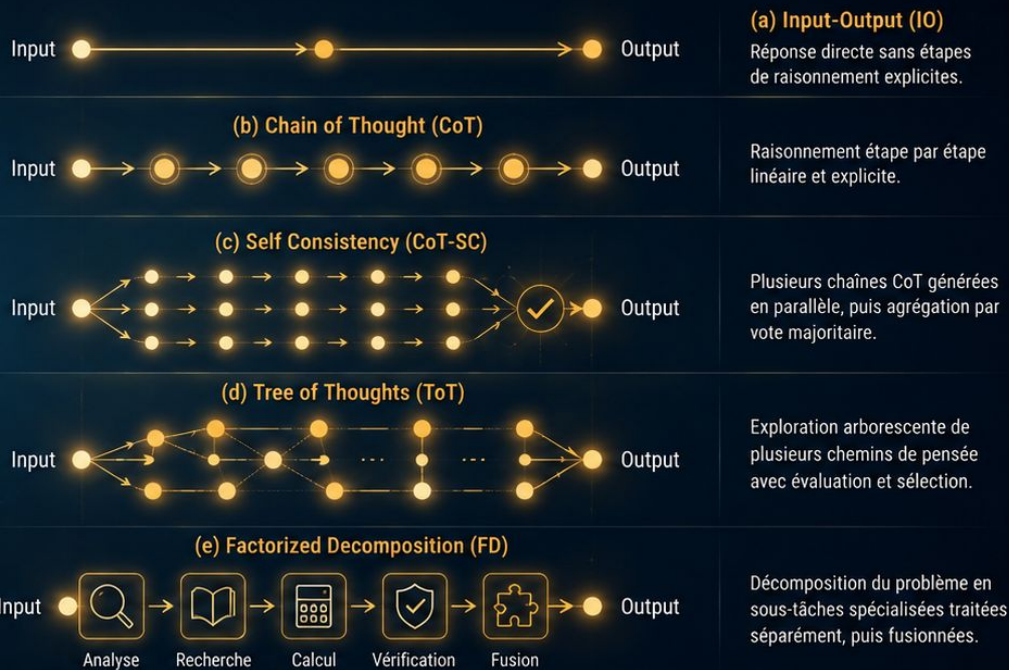 (a) Input-Output (IO)
Input
Output
Réponse directe sans étapes
de raisonnement explicites.
(b) Chain of Thought (CoT)
Input
Output
Raisonnement étape par étape
linéaire et explicite.
(c) Self Consistency (CoT-SC)
Input
Output
Plusieurs chaînes CoT générées
en parallèle, puis agrégation par
vote majoritaire.
(d) Tree of Thoughts (ToT)
Input
...
...
Output
Exploration arborescente de
plusieurs chemins de pensée
avec évaluation et sélection.
(e) Factorized Decomposition (FD)
Input
Output
Décomposition du problème en
sous-tâches spécialisées traitées
séparément, puis fusionnées.
Analyse
Recherche
Calcul
Vérification
Fusion